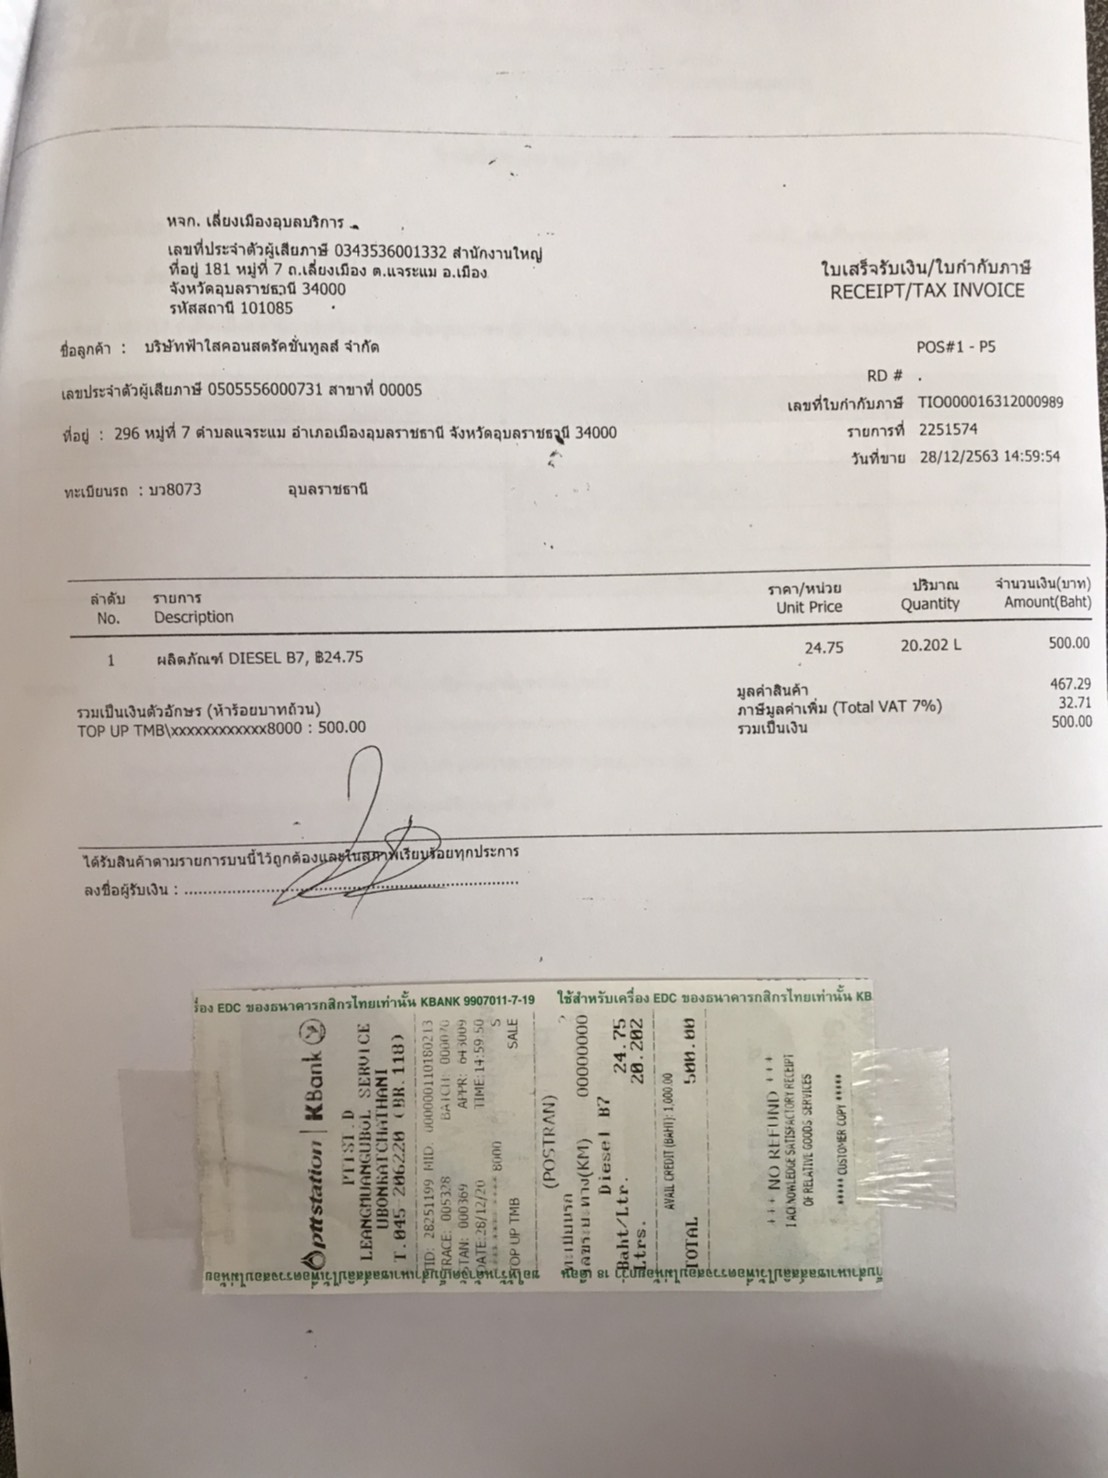 หจก. เลี่ยงเมืองอุบลบริการ
เลขที่ประจำตัวผู้เสียภาษี 0343536001332 สำนักงานใหญ่
ที่อยู่ 181 หมู่ที่ 7 ถ.เลี่ยงเมือง ต.แจระแม อ.เมือง
จังหวัดอุบลราชธานี 34000
รหัสสถานี 101085
ใบเสร็จรับเงิน/ใบกำกับภาษี
RECEIPT/TAX INVOICE
ชื่อลูกค้า : บริษัทฟ้าใสคอนสตรัคชั่นทูลส์ จำกัด
POS#1 - P5
เลขประจำตัวผู้เสียภาษี 0505556000731 สาขาที่ 00005
RD # .
เลขที่ใบกำกับภาษี TIO000016312000989
ที่อยู่ : 296 หมู่ที่ 7 ตำบลแจระแม อำเภอเมืองอุบลราชธานี จังหวัดอุบลราชธานี 34000
รายการที่ 2251574
วันที่ขาย 28/12/2563 14:59:54
ทะเบียนรถ : บว8073 อุบลราชธานี
ลำดับ รายการ ราคา/หน่วย ปริมาณ จำนวนเงิน(บาท)
No. Description Unit Price Quantity Amount(Baht)
1 ผลิตภัณฑ์ DIESEL B7, ฿24.75 24.75 20.202 L 500.00
มูลค่าสินค้า 467.29
รวมเป็นเงินตัวอักษร (ห้าร้อยบาทถ้วน) ภาษีมูลค่าเพิ่ม (Total VAT 7%) 32.71
TOP UP TMB\xxxxxxxxxxxx8000 : 500.00 รวมเป็นเงิน 500.00
ได้รับสินค้าตามรายการบนนี้ไว้ถูกต้องและในสภาพเรียบร้อยทุกประการ
ลงชื่อผู้รับเงิน :
รื่อง EDC ของธนาคารกสิกรไทยเท่านั้น KBANK 9907011-7-19 ใช้สำหรับเครื่อง EDC ของธนาคารกสิกรไทยเท่านั้น KB
pttstation | KBank
PTTST.D
LEANGMUANGUBOL SERVICE
UBONRATCHATHANI
T.045-206220 (BR.118)
TID: 28251199 MID: 000000110180213
TRACE: 005328 BATCH: 000070
STAN: 000369 APPR: 643009
DATE:28/12/20 TIME:14:59:50
8000 S
TOP UP TMB SALE
(POSTRAN)
ทะเบียนรถ
เลขระยะทาง(KM) 00000000
Diesel B7
Baht/Ltr. 24.75
Ltrs. 20.202
AVAIL CREDIT (BAHT): 1,000.00
TOTAL 500.00
+++ NO REFUND +++
I ACKNOWLEDGE SATISFACTORY RECEIPT
OF RELATIVE GOODS SERVICES
***** CUSTOMER COPY *****